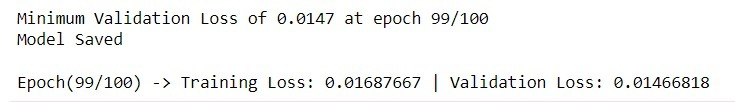 Minimum Validation Loss of 0.0147 at epoch 99/100
Model Saved
Epoch(99/100) -> Training Loss: 0.01687667 | Validation Loss: 0.01466818